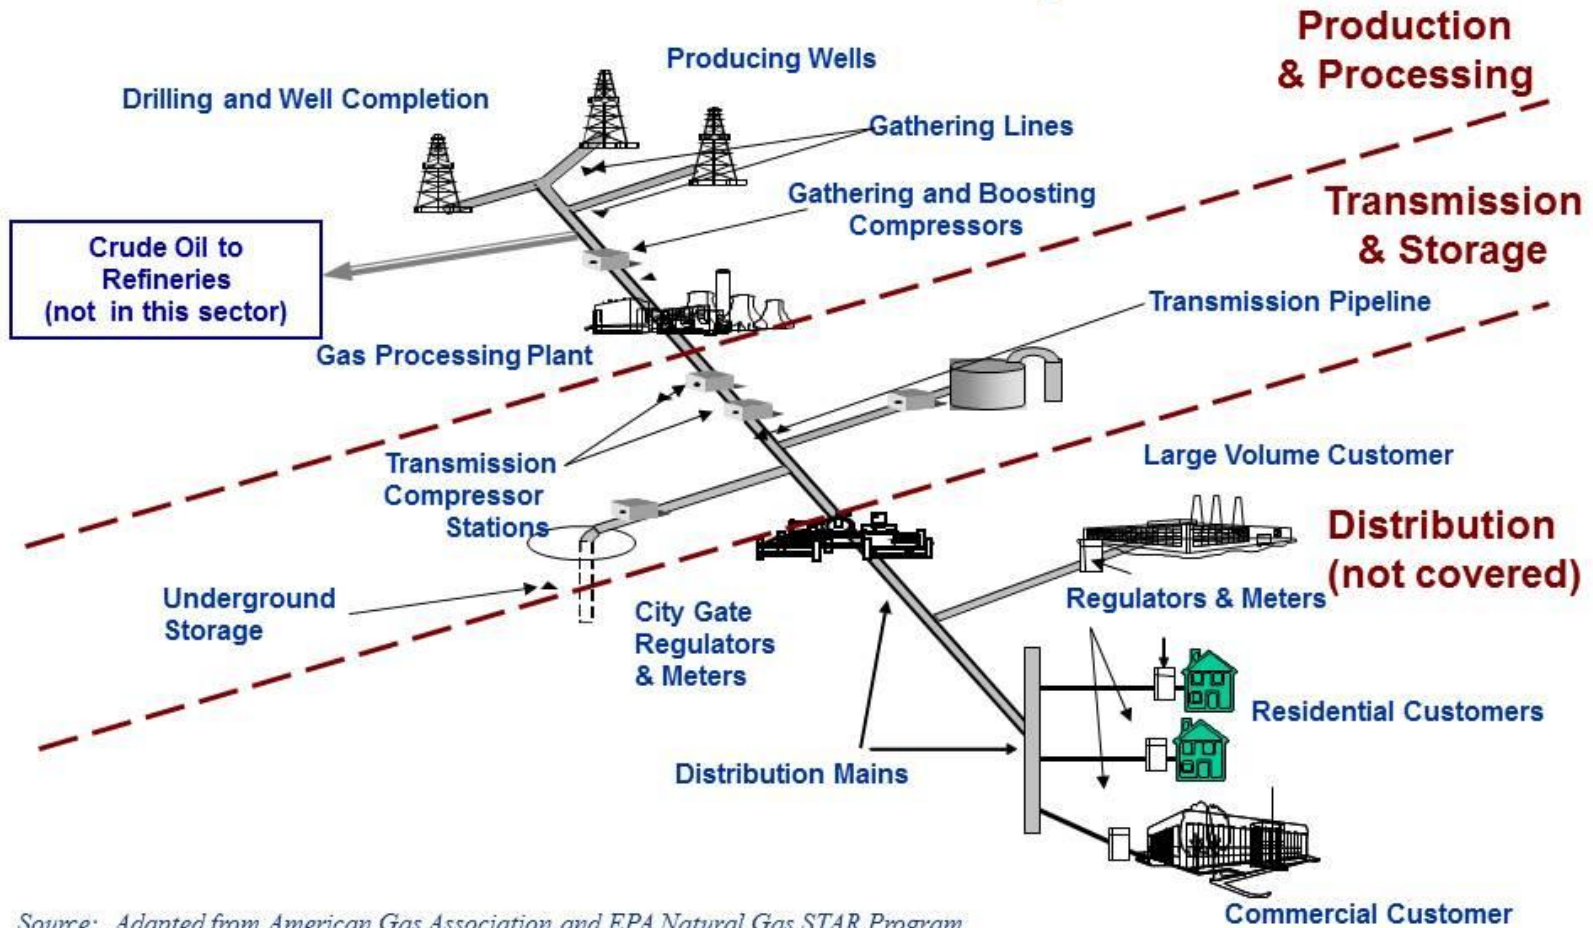 Production
& Processing
Producing Wells
Drilling and Well Completion
Gathering Lines
Gathering and Boosting
Compressors
Transmission
& Storage
Crude Oil to
Refineries
(not in this sector)
Transmission Pipeline
Gas Processing Plant
Transmission
Compressor
Stations
Large Volume Customer
Distribution
(not covered)
Underground
Storage
City Gate
Regulators
& Meters
Regulators & Meters
Residential Customers
Distribution Mains
Commercial Customer
Source: Adapted from American Gas Association and EPA Natural Gas STAR Program